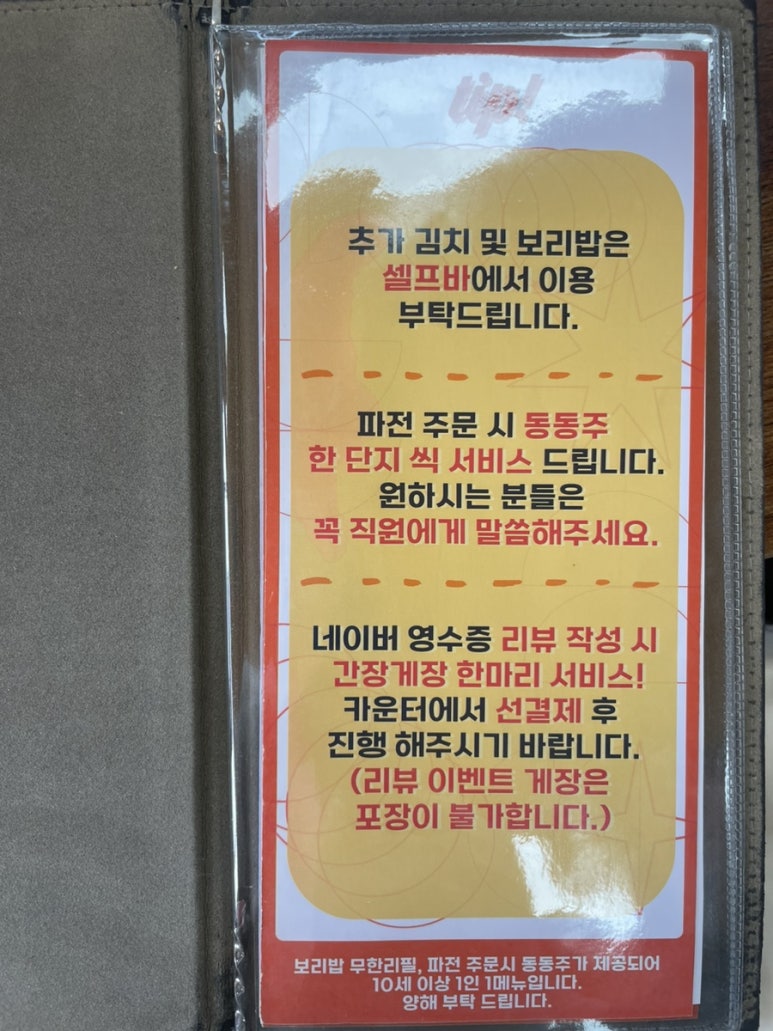 tip!
추가 김치 및 보리밥은
셀프바에서 이용
부탁드립니다.
파전 주문 시 동동주
한 단지 씩 서비스 드립니다.
원하시는 분들은
꼭 직원에게 말씀해주세요.
네이버 영수증 리뷰 작성 시
간장게장 한마리 서비스!
카운터에서 선결제 후
진행 해주시기 바랍니다.
(리뷰 이벤트 게장은
포장이 불가합니다.)
보리밥 무한리필, 파전 주문시 동동주가 제공되어
10세 이상 1인 1메뉴입니다.
양해 부탁 드립니다.